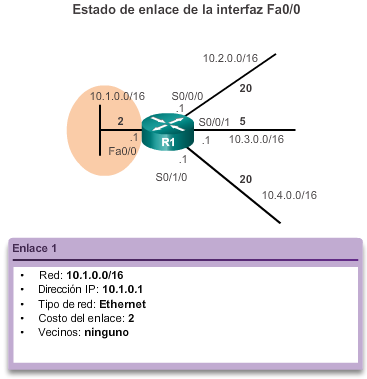 Estado de enlace de la interfaz Fa0/0
10.2.0.0/16
10.1.0.0/16
S0/0/0
20
2
S0/0/1
5
.1
.1
R1
.1
10.3.0.0/16
Fa0/0
.1
S0/1/0
20
10.4.0.0/16
Enlace 1
• Red: 10.1.0.0/16
• Dirección IP: 10.1.0.1
• Tipo de red: Ethernet
• Costo del enlace: 2
• Vecinos: ninguno